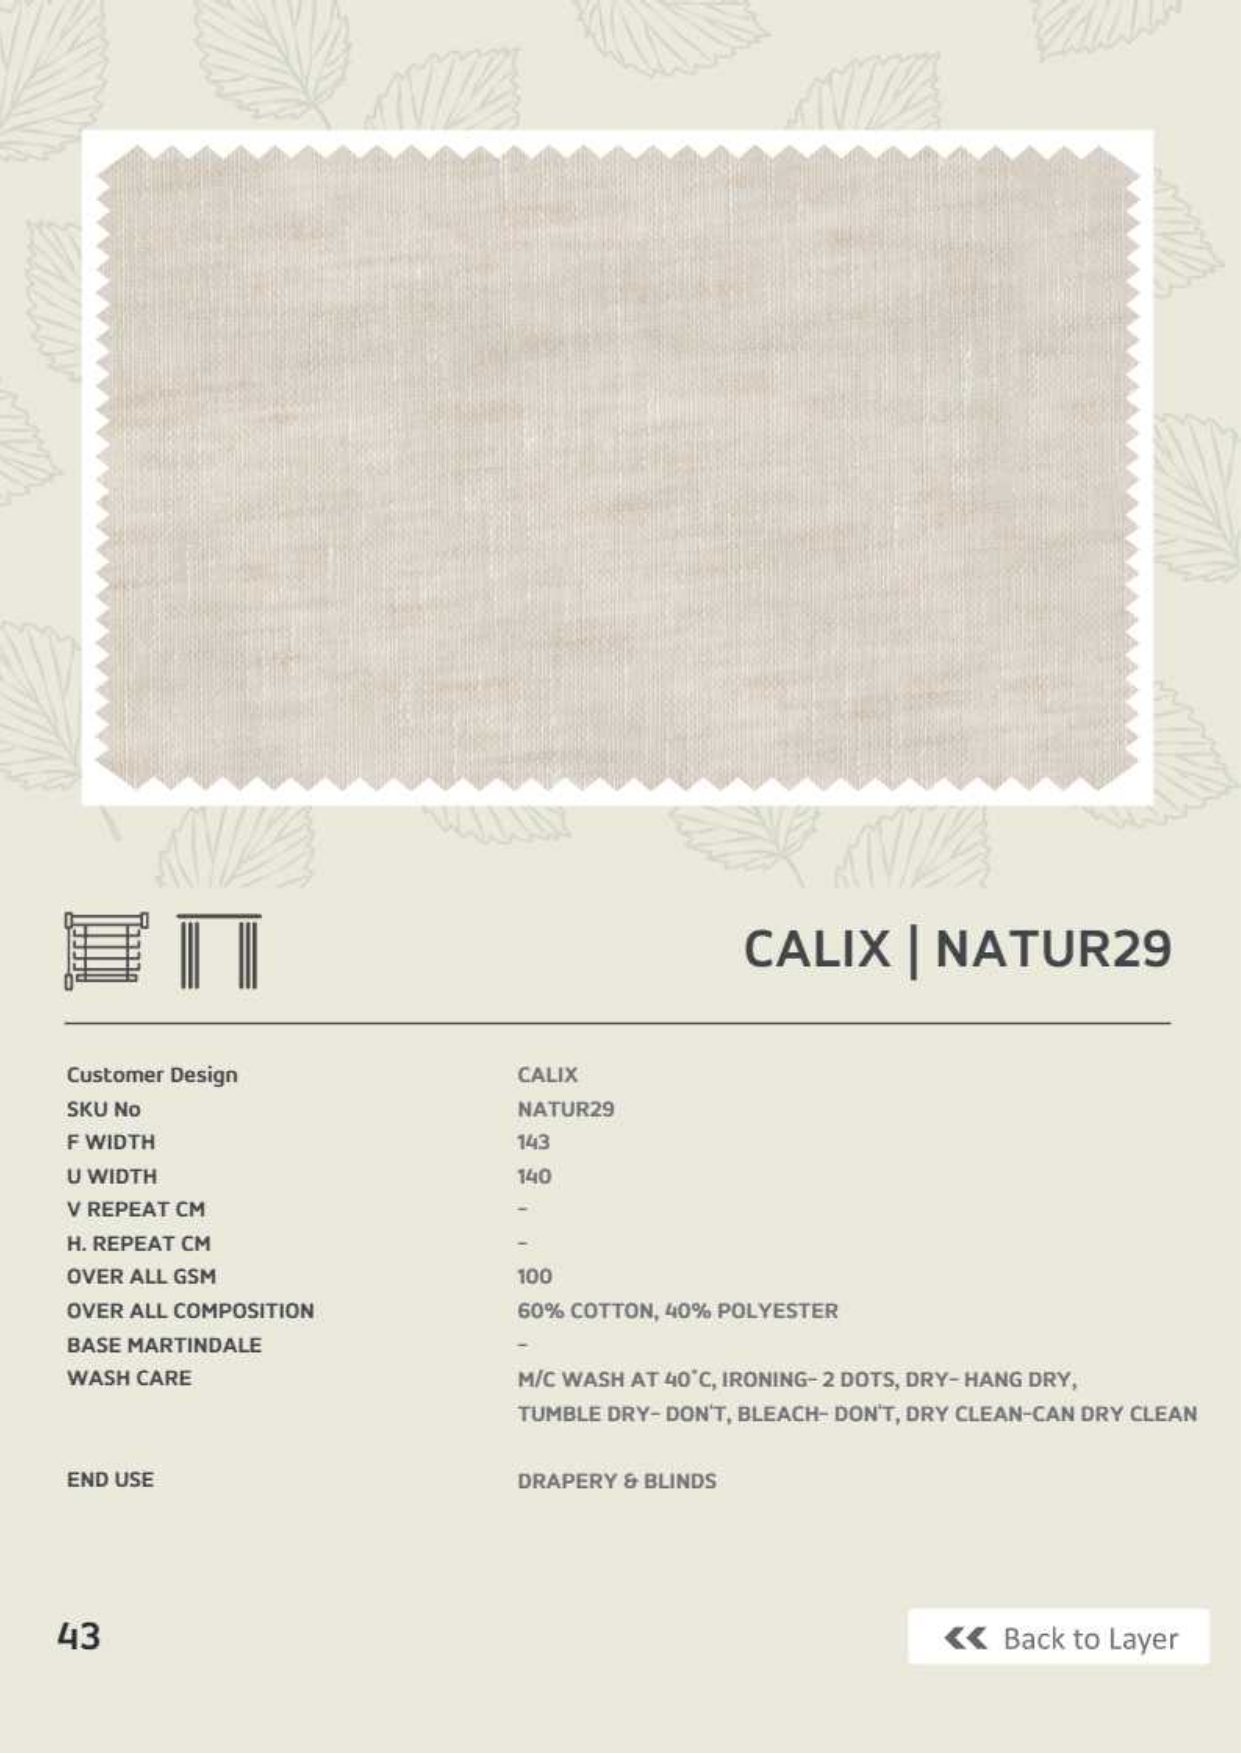 CALIX | NATUR29
Customer Design CALIX
SKU No NATUR29
F WIDTH 143
U WIDTH 140
V REPEAT CM -
H. REPEAT CM -
OVER ALL GSM 100
OVER ALL COMPOSITION 60% COTTON, 40% POLYESTER
BASE MARTINDALE -
WASH CARE M/C WASH AT 40°C, IRONING- 2 DOTS, DRY- HANG DRY,
TUMBLE DRY- DON'T, BLEACH- DON'T, DRY CLEAN-CAN DRY CLEAN
END USE DRAPERY & BLINDS
43
Back to Layer